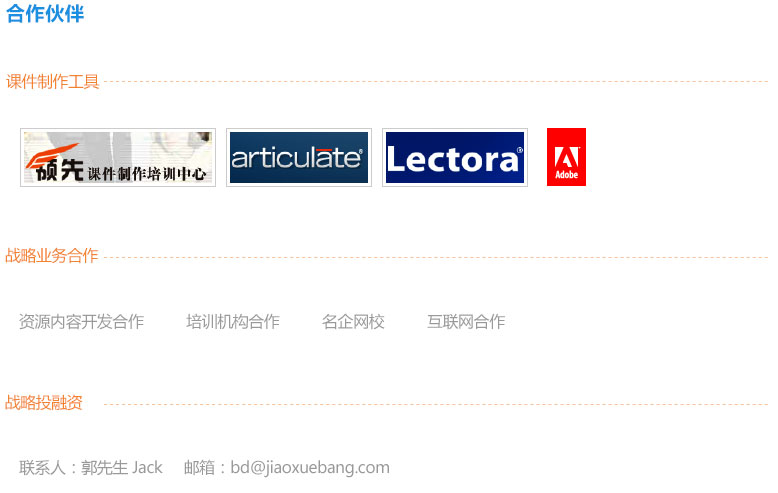 合作伙伴
课件制作工具
颔先 课件制作培训中心
articulate®
Lectora®
Adobe
战略业务合作
资源内容开发合作 培训机构合作 名企网校 互联网合作
战略投融资
联系人：郭先生 Jack 邮箱：bd@jiaoxuebang.com